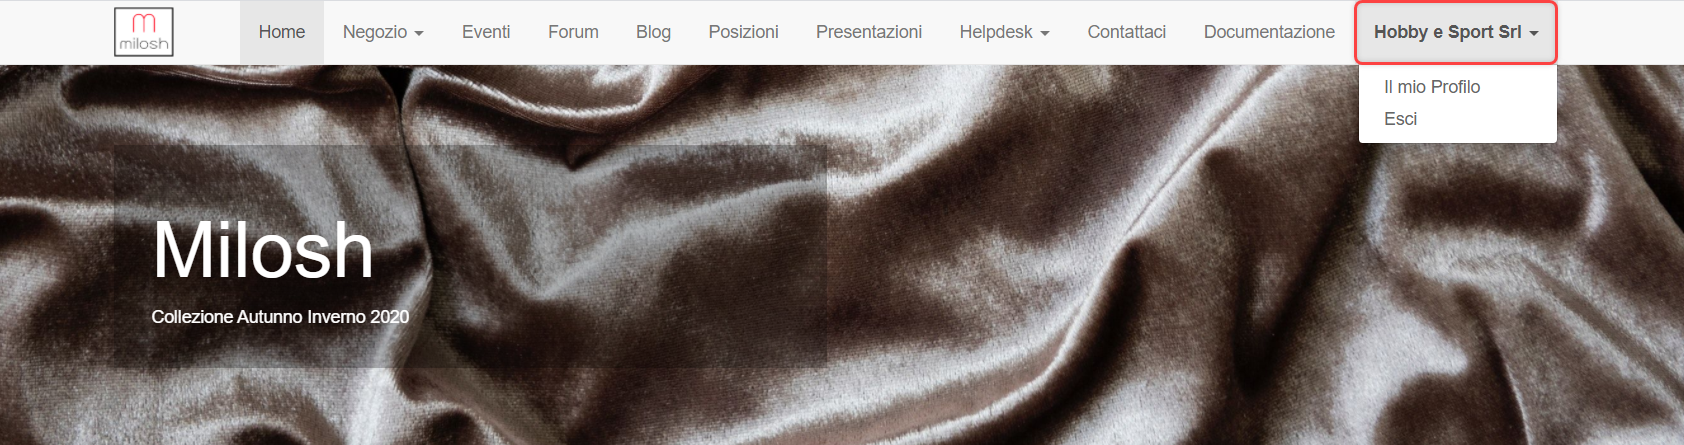 milosh
Home Negozio Eventi Forum Blog Posizioni Presentazioni Helpdesk Contattaci Documentazione Hobby e Sport Srl
Il mio Profilo
Esci
Milosh
Collezione Autunno Inverno 2020